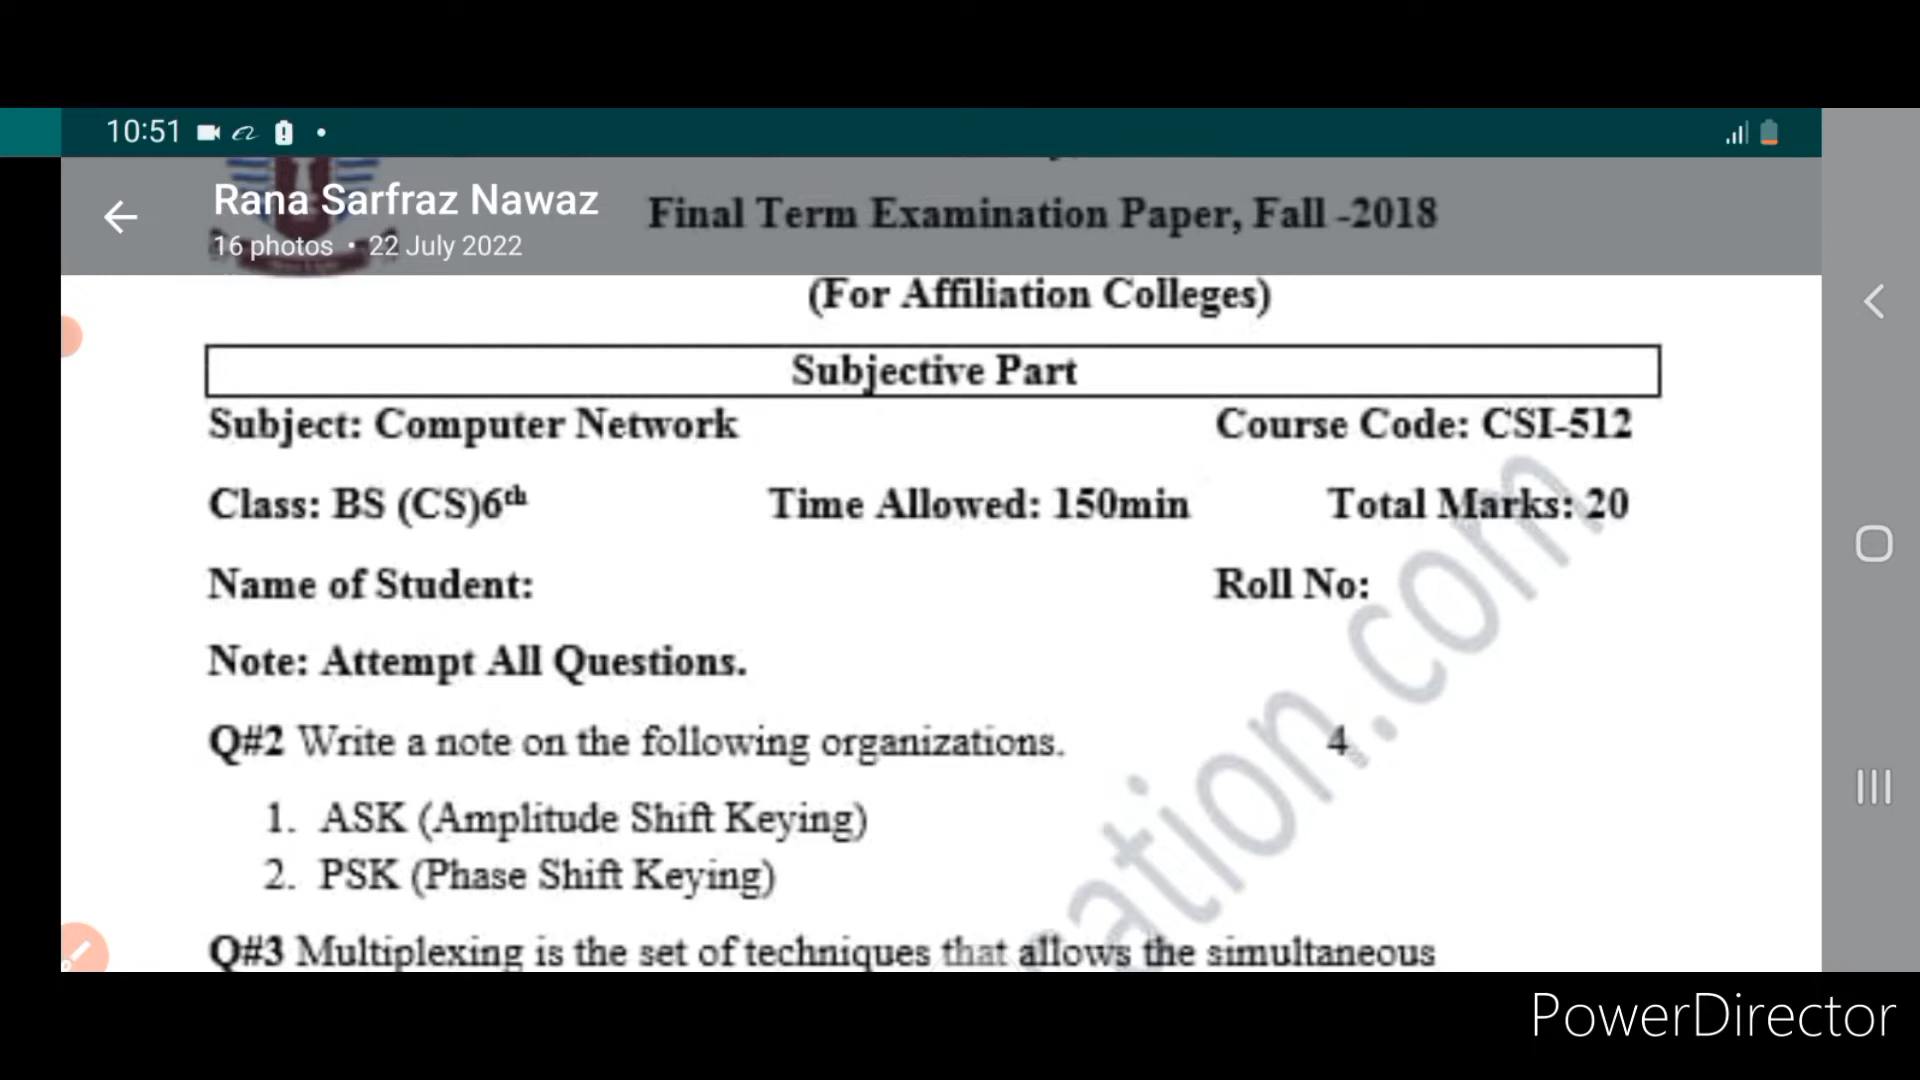 10:51
Rana Sarfraz Nawaz
16 photos • 22 July 2022
Final Term Examination Paper, Fall -2018
(For Affiliation Colleges)
Subjective Part
Subject: Computer Network Course Code: CSI-512
Class: BS (CS)6th Time Allowed: 150min Total Marks: 20
Name of Student: Roll No:
Note: Attempt All Questions.
Q#2 Write a note on the following organizations. 4
1. ASK (Amplitude Shift Keying)
2. PSK (Phase Shift Keying)
Q#3 Multiplexing is the set of techniques that allows the simultaneous
ation.com
PowerDirector